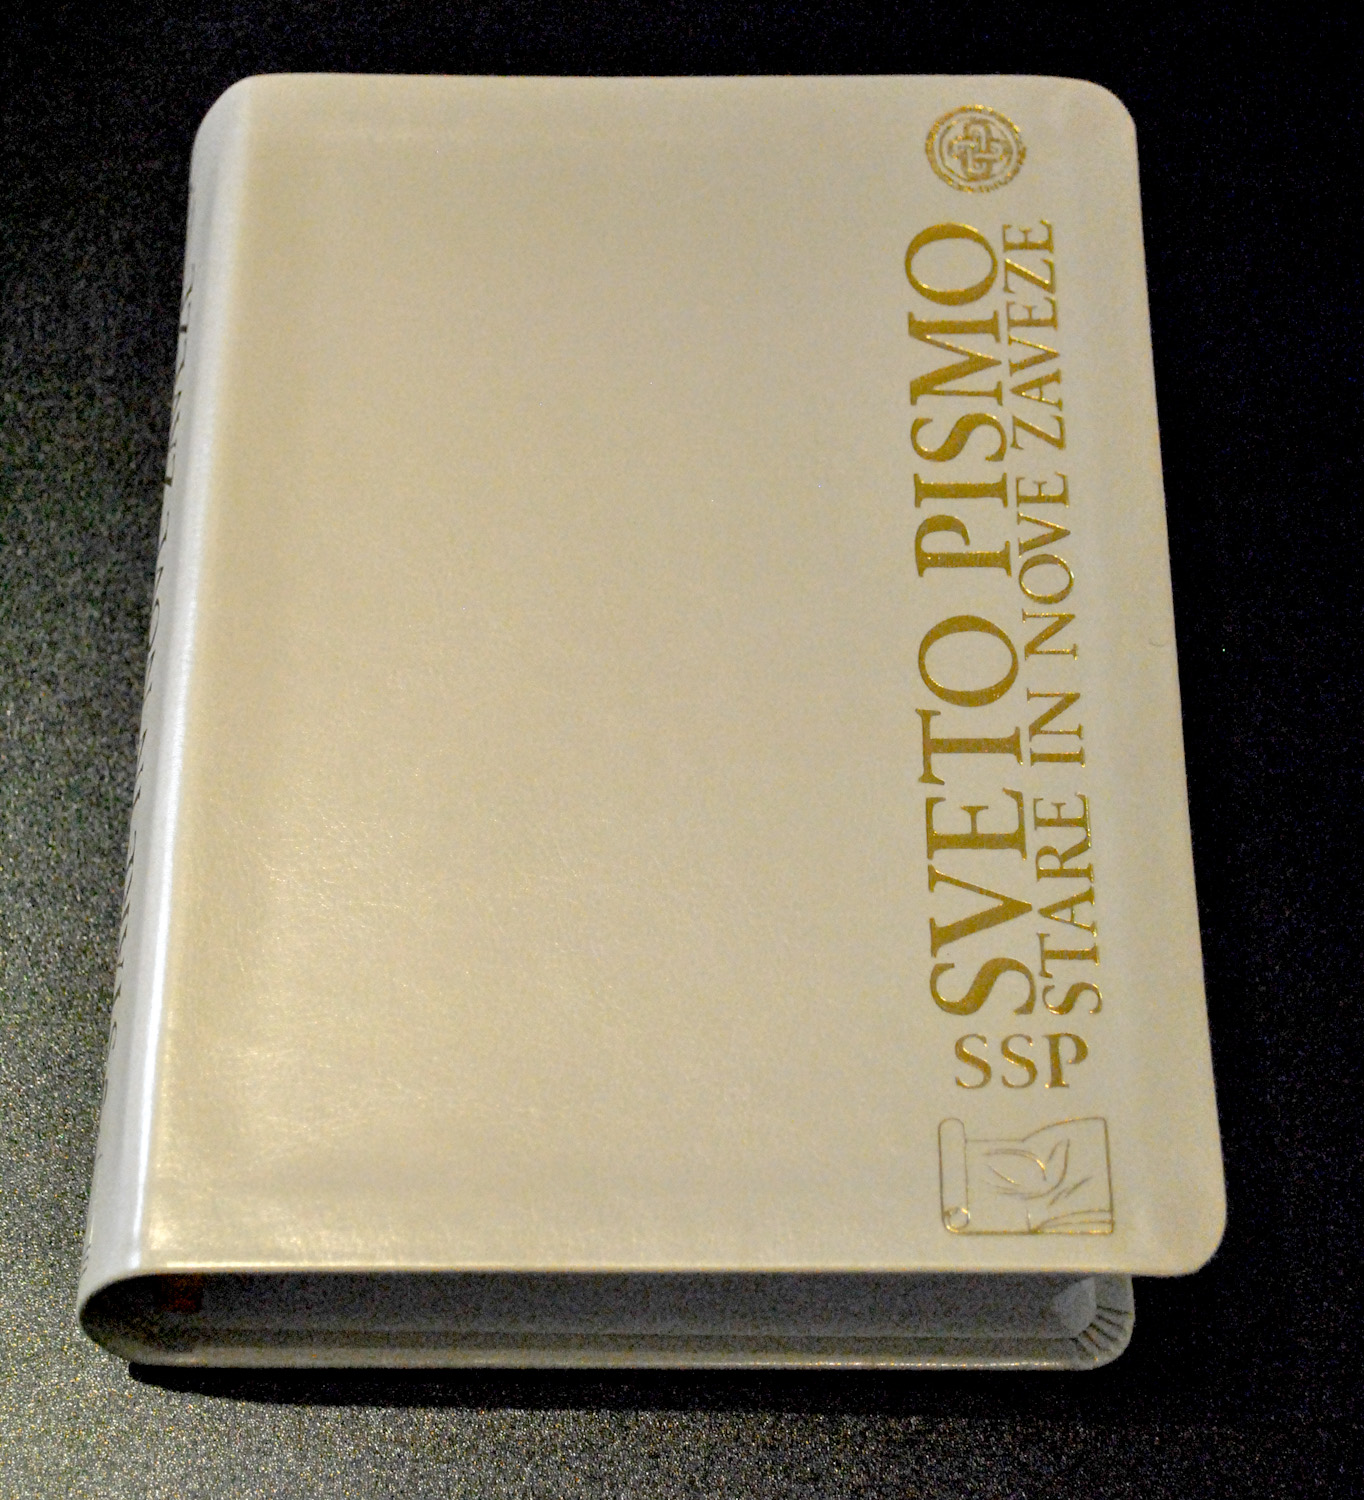 SVETO PISMO
STARE IN NOVE ZAVEZE
SSP